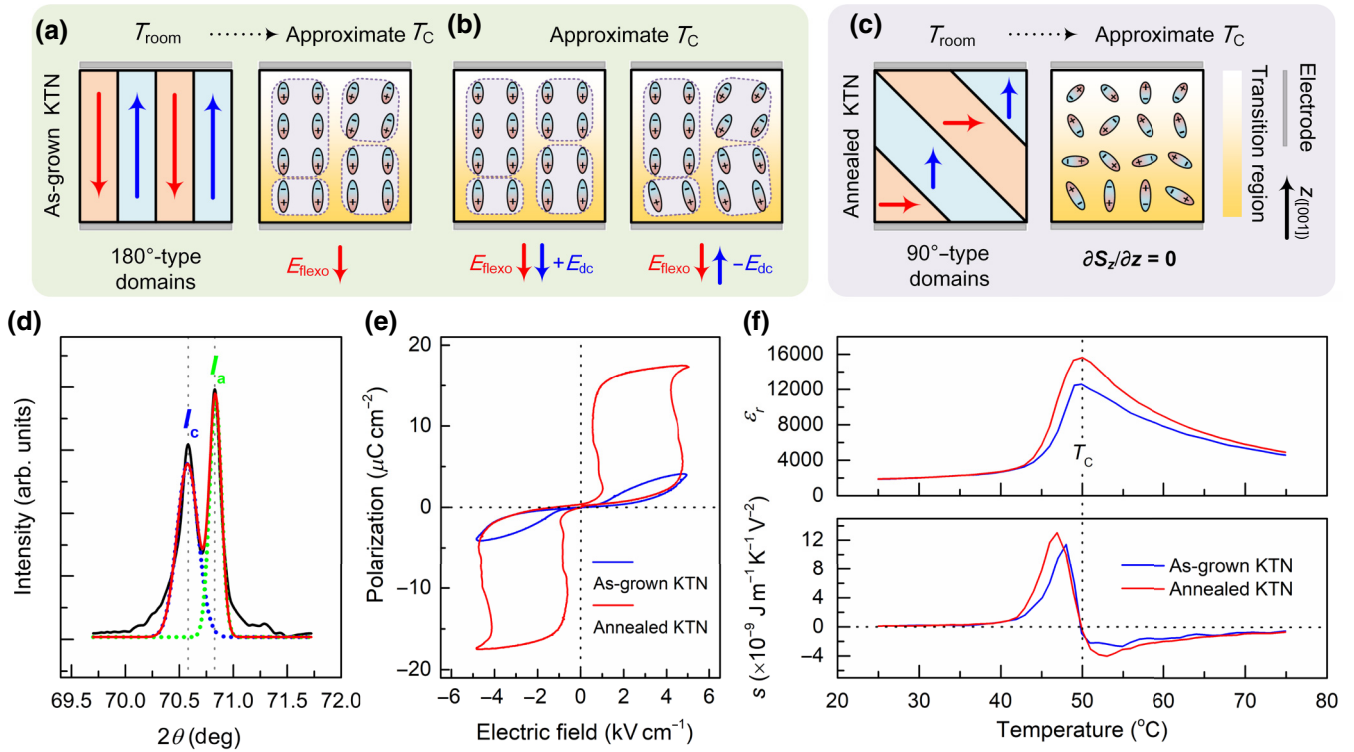 (a)
T_room
Approximate T_C
(b)
Approximate T_C
(c)
T_room
Approximate T_C
As-grown KTN
180°-type
domains
E_flexo
E_flexo
+E_dc
E_flexo
−E_dc
Annealed KTN
90°–type
domains
∂S_z/∂z = 0
Transition region
Electrode
z([001])
(d)
Intensity (arb. units)
I_c
I_a
69.5 70.0 70.5 71.0 71.5 72.0
2θ (deg)
(e)
Polarization (μC cm⁻²)
20
10
0
−10
−20
As-grown KTN
Annealed KTN
−6 −4 −2 0 2 4 6
Electric field (kV cm⁻¹)
(f)
ε_r
16000
12000
8000
4000
0
T_C
s (×10⁻⁹ Jm⁻¹K⁻¹V⁻²)
12
8
4
0
−4
As-grown KTN
Annealed KTN
20 30 40 50 60 70 80
Temperature (°C)